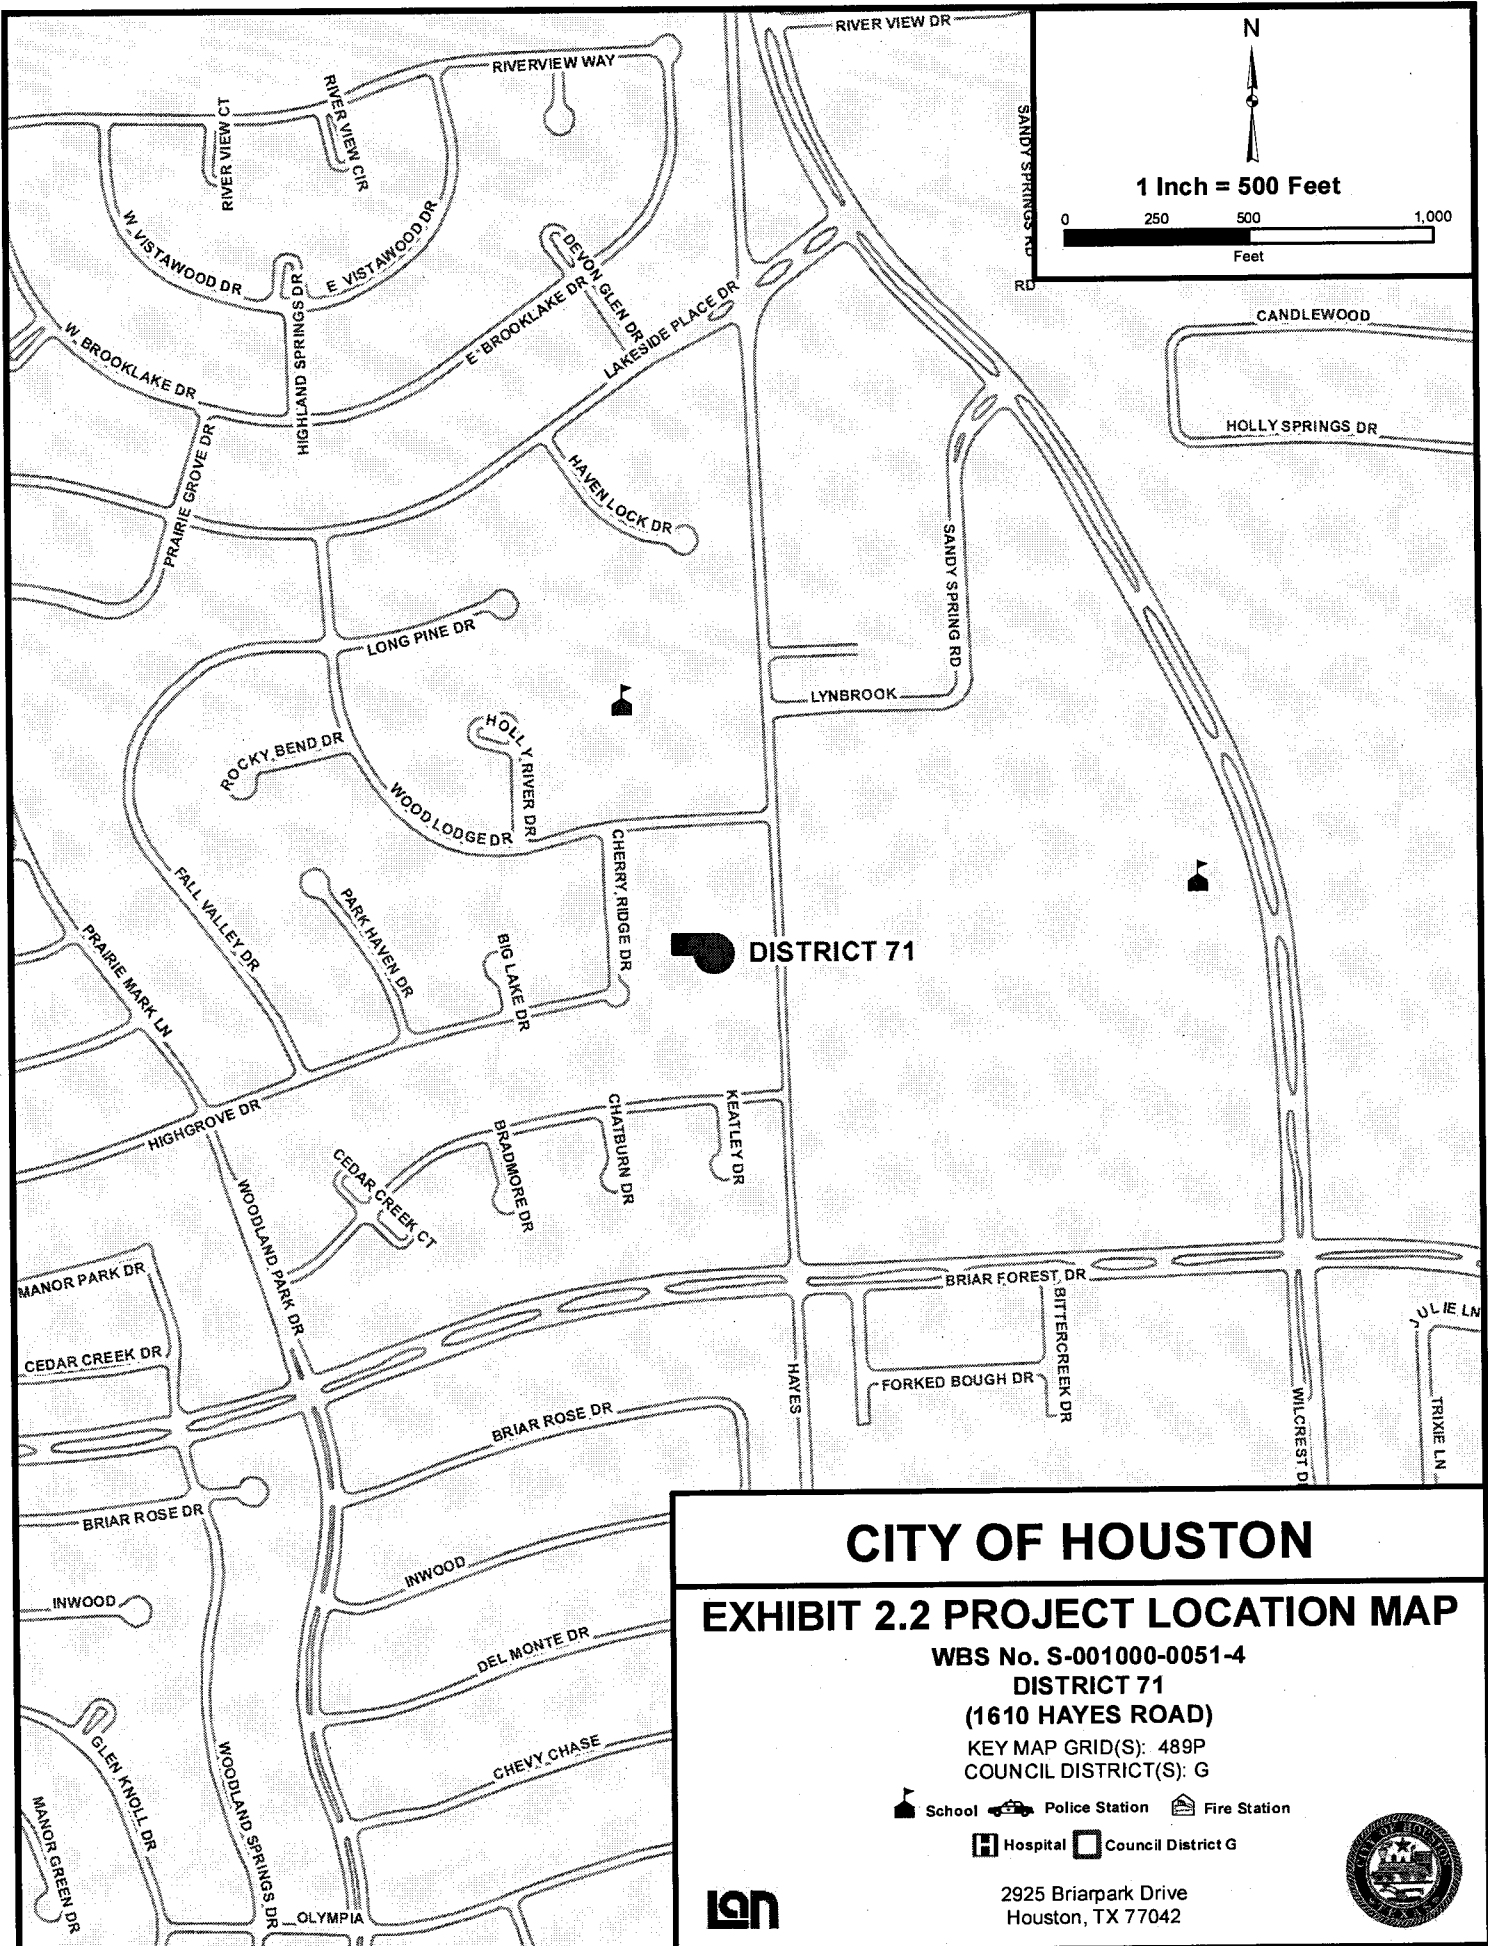 RIVER VIEW DR
RIVERVIEW WAY
RIVER VIEW CT
RIVER VIEW CIR
SANDY SPRINGS RD
RD
N
1 Inch = 500 Feet
0 250 500 1,000
Feet
W VISTAWOOD DR
E VISTAWOOD DR
HIGHLAND SPRINGS DR
DEVON GLEN DR
E BROOKLAKE DR
LAKESIDE PLACE DR
W BROOKLAKE DR
CANDLEWOOD
HOLLY SPRINGS DR
PRAIRIE GROVE DR
HAVEN LOCK DR
SANDY SPRING RD
LONG PINE DR
LYNBROOK
HOLLY RIVER DR
ROCKY BEND DR
WOOD LODGE DR
CHERRY RIDGE DR
FALL VALLEY DR
PARK HAVEN DR
BIG LAKE DR
DISTRICT 71
PRAIRIE MARK LN
HIGHGROVE DR
KEATLEY DR
CHATBURN DR
BRADMORE DR
CEDAR CREEK CT
WOODLAND PARK DR
MANOR PARK DR
CEDAR CREEK DR
BRIAR FOREST DR
BITTERCREEK DR
FORKED BOUGH DR
HAYES
JULIE LN
TRIXIE LN
WILCREST D
BRIAR ROSE DR
BRIAR ROSE DR
INWOOD
INWOOD
DEL MONTE DR
CHEVY CHASE
GLEN KNOLL DR
MANOR GREEN DR
WOODLAND SPRINGS DR
OLYMPIA
CITY OF HOUSTON
EXHIBIT 2.2 PROJECT LOCATION MAP
WBS No. S-001000-0051-4
DISTRICT 71
(1610 HAYES ROAD)
KEY MAP GRID(S): 489P
COUNCIL DISTRICT(S): G
School Police Station Fire Station
H Hospital Council District G
2925 Briarpark Drive
Houston, TX 77042
Lan
CITY OF HOUSTON
TEXAS